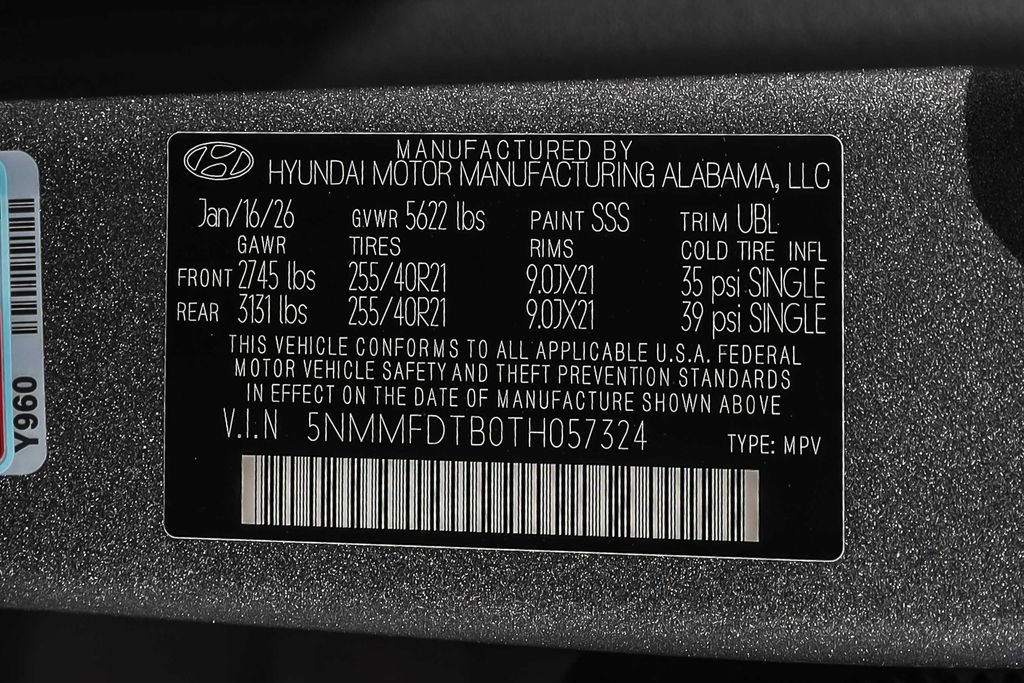 MANUFACTURED BY
HYUNDAI MOTOR MANUFACTURING ALABAMA, LLC
Jan/16/26 GVWR 5622 lbs PAINT SSS TRIM UBL
GAWR TIRES RIMS COLD TIRE INFL
FRONT 2745 lbs 255/40R21 9.0JX21 35 psi SINGLE
REAR 3131 lbs 255/40R21 9.0JX21 39 psi SINGLE
THIS VEHICLE CONFORMS TO ALL APPLICABLE U.S.A. FEDERAL
MOTOR VEHICLE SAFETY AND THEFT PREVENTION STANDARDS
IN EFFECT ON THE DATE OF MANUFACTURE SHOWN ABOVE
V.I.N 5NMMFDTB0TH057324 TYPE: MPV
Y960